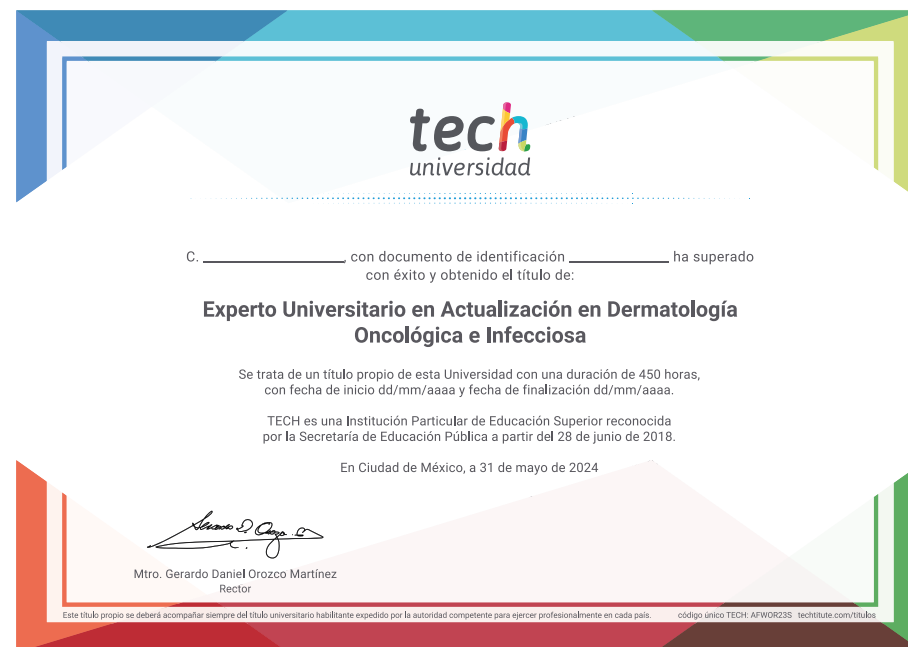 tech
universidad
C. ____________, con documento de identificación ____________ ha superado
con éxito y obtenido el título de:
Experto Universitario en Actualización en Dermatología
Oncológica e Infecciosa
Se trata de un título propio de esta Universidad con una duración de 450 horas,
con fecha de inicio dd/mm/aaaa y fecha de finalización dd/mm/aaaa.
TECH es una Institución Particular de Educación Superior reconocida
por la Secretaría de Educación Pública a partir del 28 de junio de 2018.
En Ciudad de México, a 31 de mayo de 2024
Mtro. Gerardo Daniel Orozco Martínez
Rector
Este título propio se deberá acompañar siempre del título universitario habilitante expedido por la autoridad competente para ejercer profesionalmente en cada país. código único TECH: AFWOR23S techtitute.com/titulos